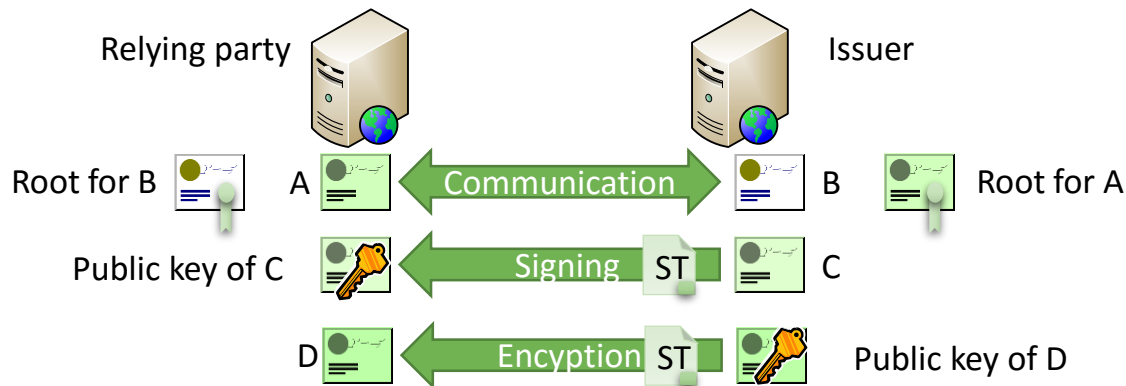 Relying party
Issuer
Root for B
A
Communication
B
Root for A
Public key of C
Signing
ST
C
D
Encyption
ST
Public key of D